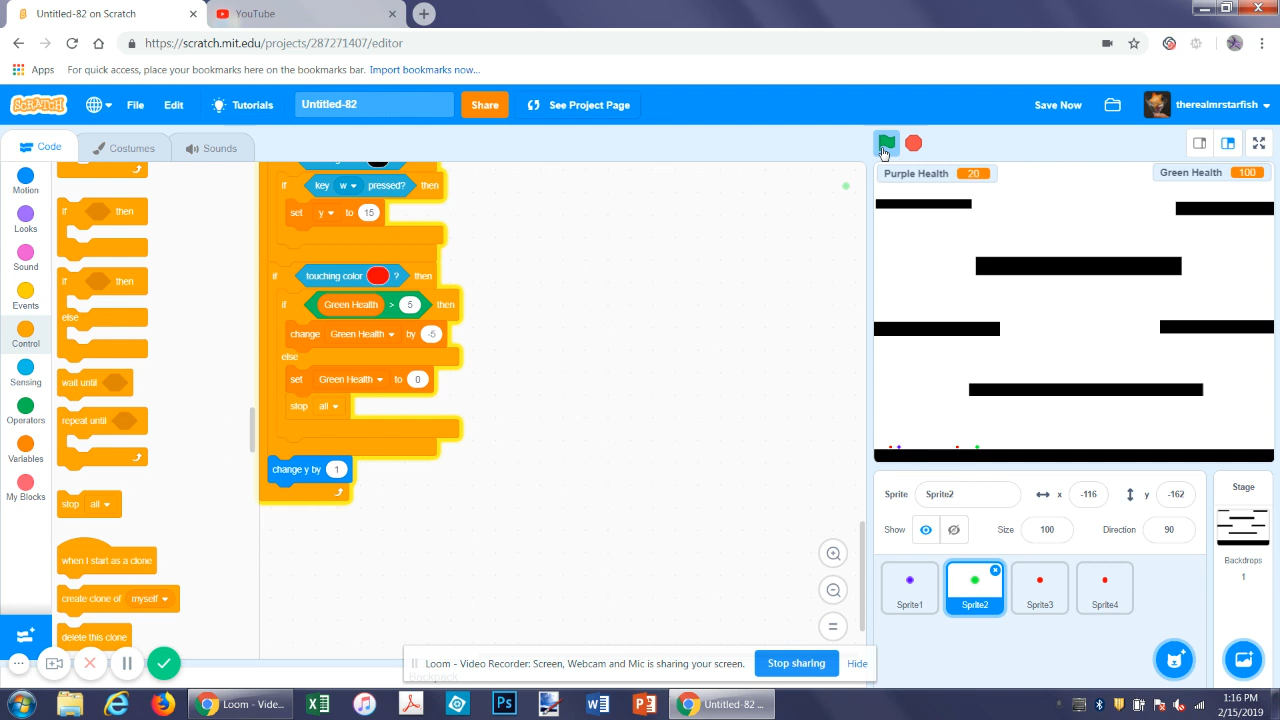 Untitled-82 on Scratch
YouTube
https://scratch.mit.edu/projects/287271407/editor
Apps For quick access, place your bookmarks here on the bookmarks bar. Import bookmarks now...
SCRATCH File Edit Tutorials Untitled-82 Share See Project Page Save Now therealmrstarfish
Code Costumes Sounds
Motion
Looks
Sound
Events
Control
Sensing
Operators
Variables
My Blocks
if then
if then
else
wait until
repeat until
stop all
when I start as a clone
create clone of myself
delete this clone
if key w pressed? then
set y to 15
if touching color ? then
if Green Health > 5 then
change Green Health by -5
else
set Green Health to 0
stop all
change y by 1
Purple Health 20
Green Health 100
Sprite Sprite2 x -116 y -162
Show Size 100 Direction 90
Sprite1
Sprite2
Sprite3
Sprite4
Stage
Backdrops
1
Loom - Video Recorder: Screen, Webcam and Mic is sharing your screen. Stop sharing Hide
Backpack
Loom - Vide...
Ps
Untitled-82 ...
1:16 PM
2/15/2019